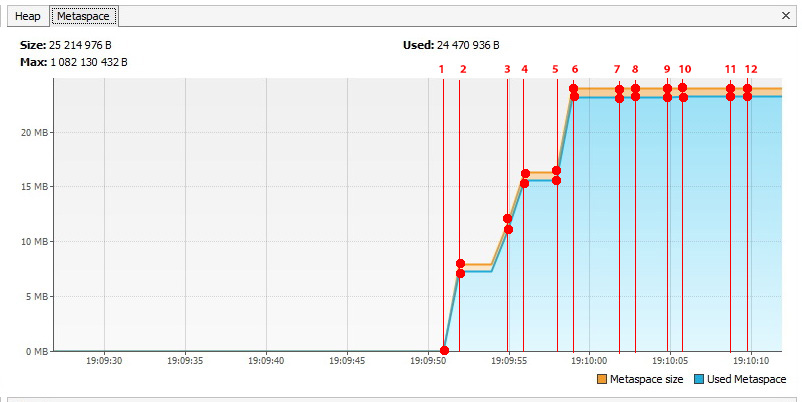 Heap Metaspace
Size: 25 214 976 B Used: 24 470 936 B
Max: 1 082 130 432 B
1 2 3 4 5 6 7 8 9 10 11 12
20 MB
15 MB
10 MB
5 MB
0 MB
19:09:30 19:09:35 19:09:40 19:09:45 19:09:50 19:09:55 19:10:00 19:10:05 19:10:10
Metaspace size Used Metaspace